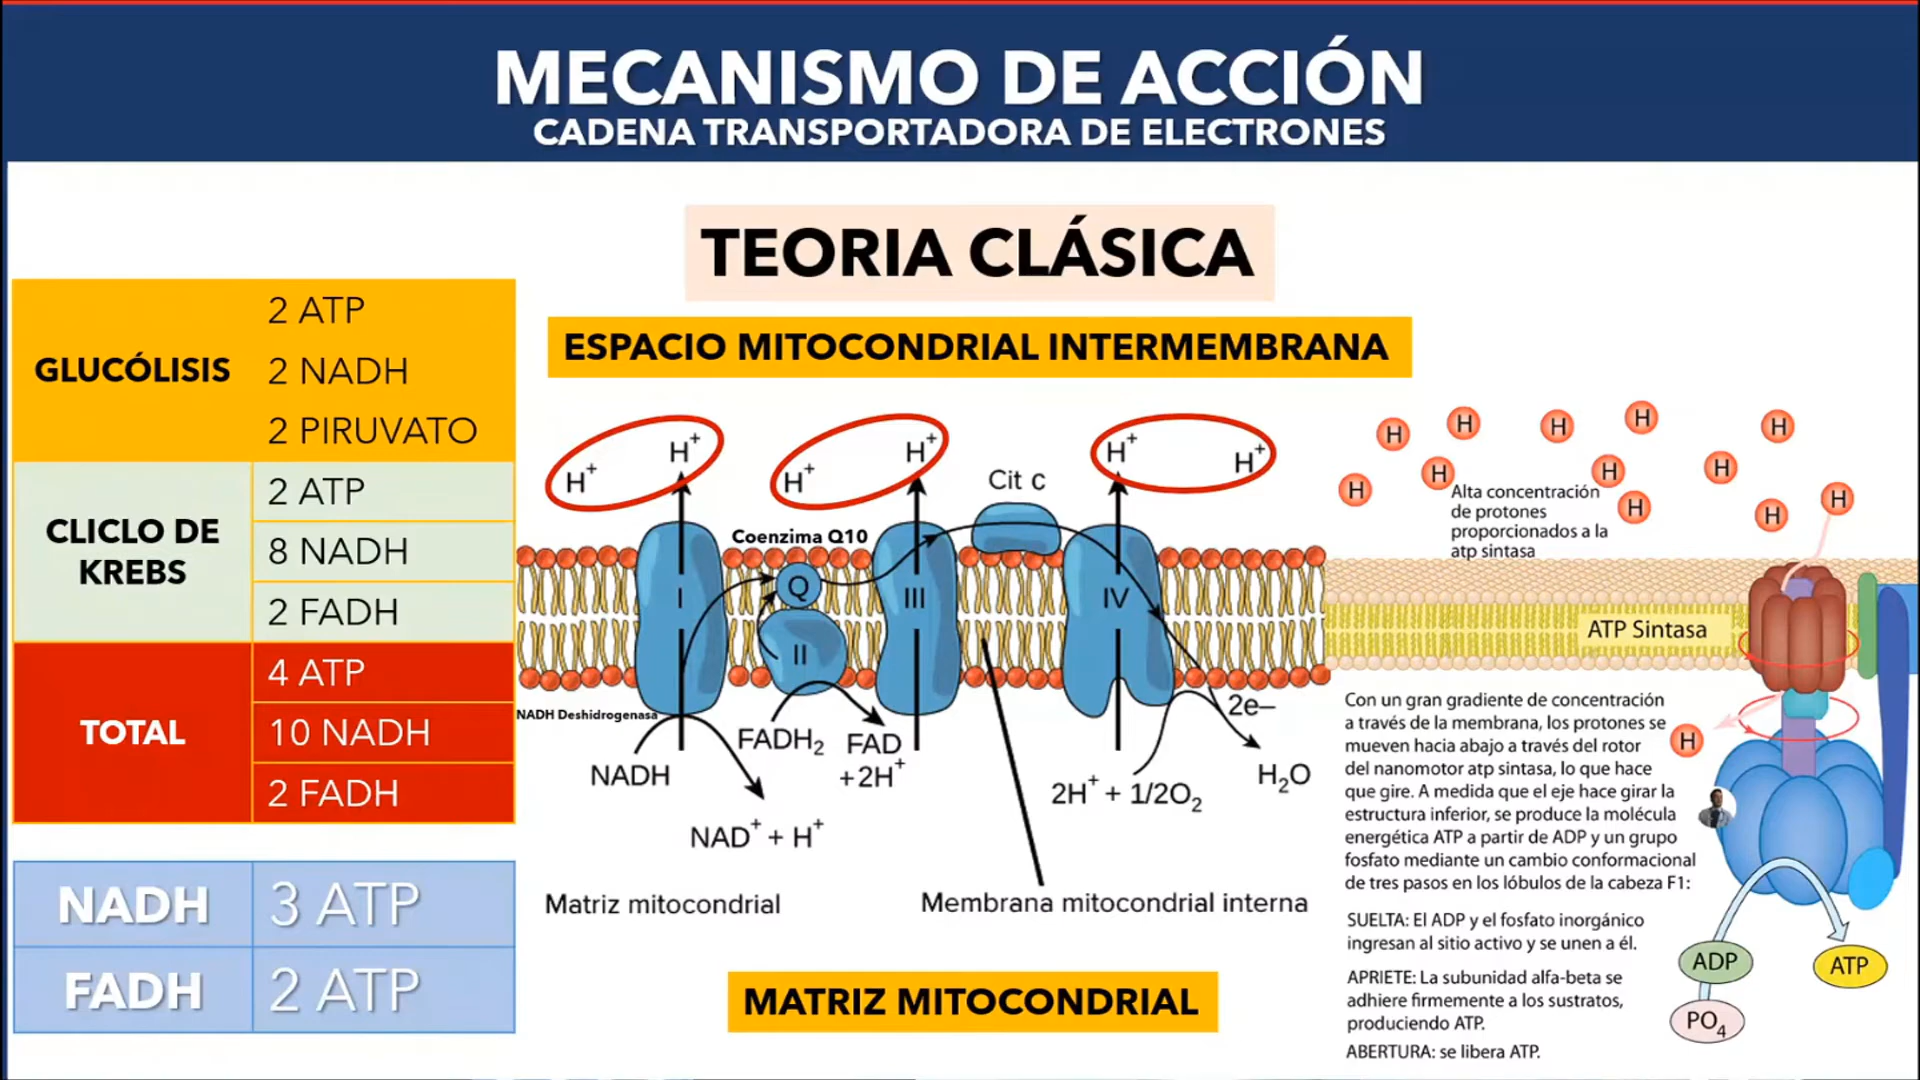 MECANISMO DE ACCIÓN
CADENA TRANSPORTADORA DE ELECTRONES
TEORIA CLÁSICA
ESPACIO MITOCONDRIAL INTERMEMBRANA
GLUCÓLISIS
2 ATP
2 NADH
2 PIRUVATO
CLICLO DE
KREBS
2 ATP
8 NADH
2 FADH
TOTAL
4 ATP
10 NADH
2 FADH
NADH
3 ATP
FADH
2 ATP
H⁺
H⁺
H⁺
H⁺
H⁺
H⁺
Cit c
Coenzima Q10
I
Q
II
III
IV
NADH Deshidrogenasa
NADH
NAD⁺ + H⁺
FADH₂
FAD
+2H⁺
2H⁺ + 1/2O₂
2e–
H₂O
Matriz mitocondrial
Membrana mitocondrial interna
MATRIZ MITOCONDRIAL
H
H
H
H
H
H
H
H
H
H
H
H
Alta concentración
de protones
proporcionados a la
atp sintasa
ATP Sintasa
Con un gran gradiente de concentración
a través de la membrana, los protones se
mueven hacia abajo a través del rotor
del nanomotor atp sintasa, lo que hace
que gire. A medida que el eje hace girar la
estructura inferior, se produce la molécula
energética ATP a partir de ADP y un grupo
fosfato mediante un cambio conformacional
de tres pasos en los lóbulos de la cabeza F1:
H
SUELTA: El ADP y el fosfato inorgánico
ingresan al sitio activo y se unen a él.
APRIETE: La subunidad alfa-beta se
adhiere firmemente a los sustratos,
produciendo ATP.
ABERTURA: se libera ATP.
ADP
ATP
PO₄